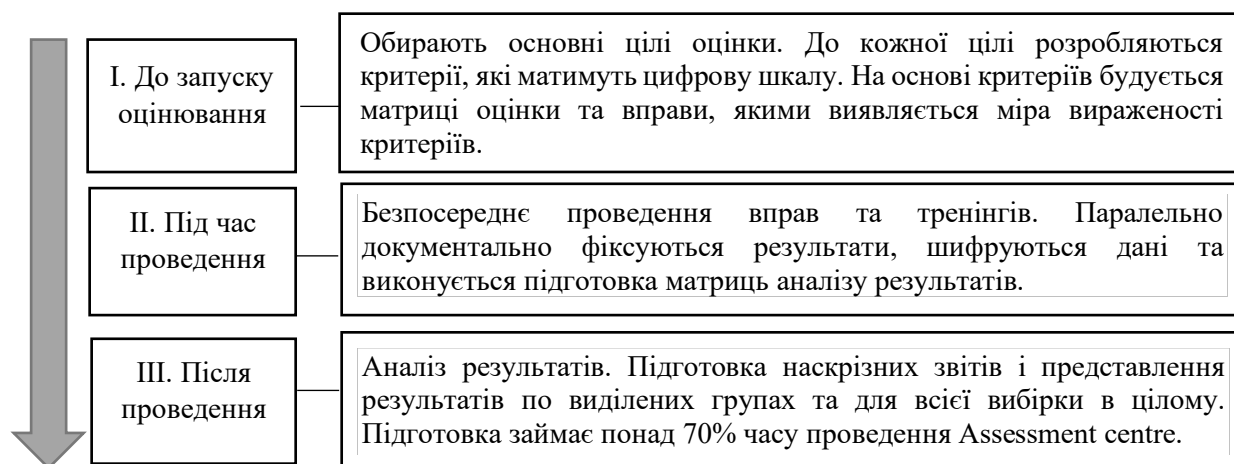 І. До запуску
оцінювання
Обирають основні цілі оцінки. До кожної цілі розробляються
критерії, які матимуть цифрову шкалу. На основі критеріїв будується
матриці оцінки та вправи, якими виявляється міра вираженості
критеріїв.
ІІ. Під час
проведення
Безпосереднє проведення вправ та тренінгів. Паралельно
документально фіксуються результати, шифруються дані та
виконується підготовка матриць аналізу результатів.
ІІІ. Після
проведення
Аналіз результатів. Підготовка наскрізних звітів і представлення
результатів по виділених групах та для всієї вибірки в цілому.
Підготовка займає понад 70% часу проведення Assessment centre.